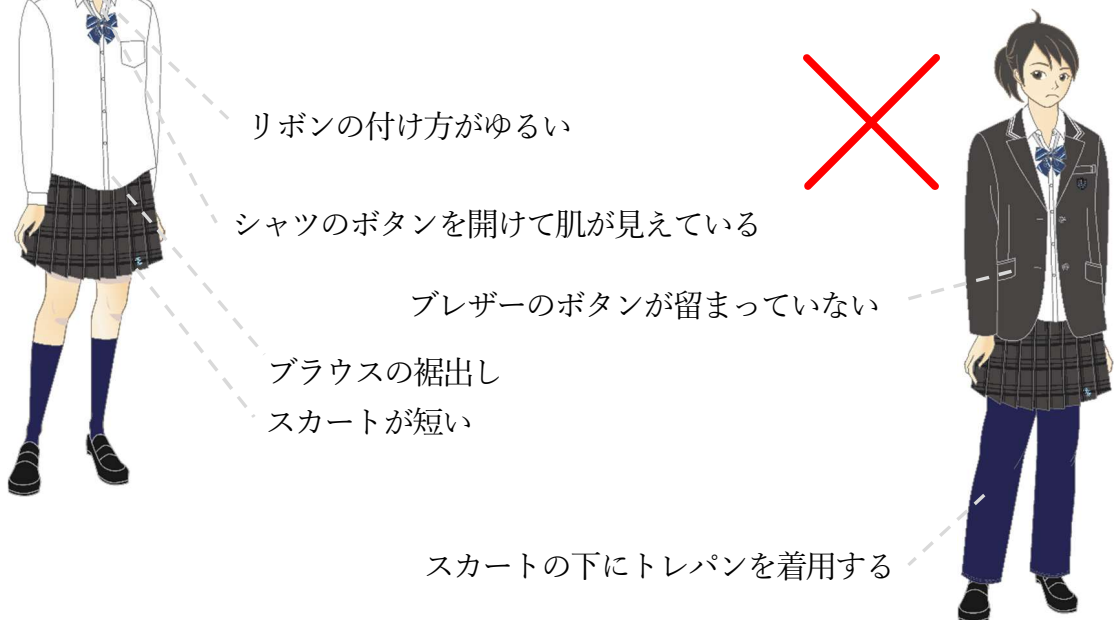 リボンの付け方がゆるい
シャツのボタンを開けて肌が見えている
ブレザーのボタンが留まっていない
ブラウスの裾出し
スカートが短い
スカートの下にトレパンを着用する